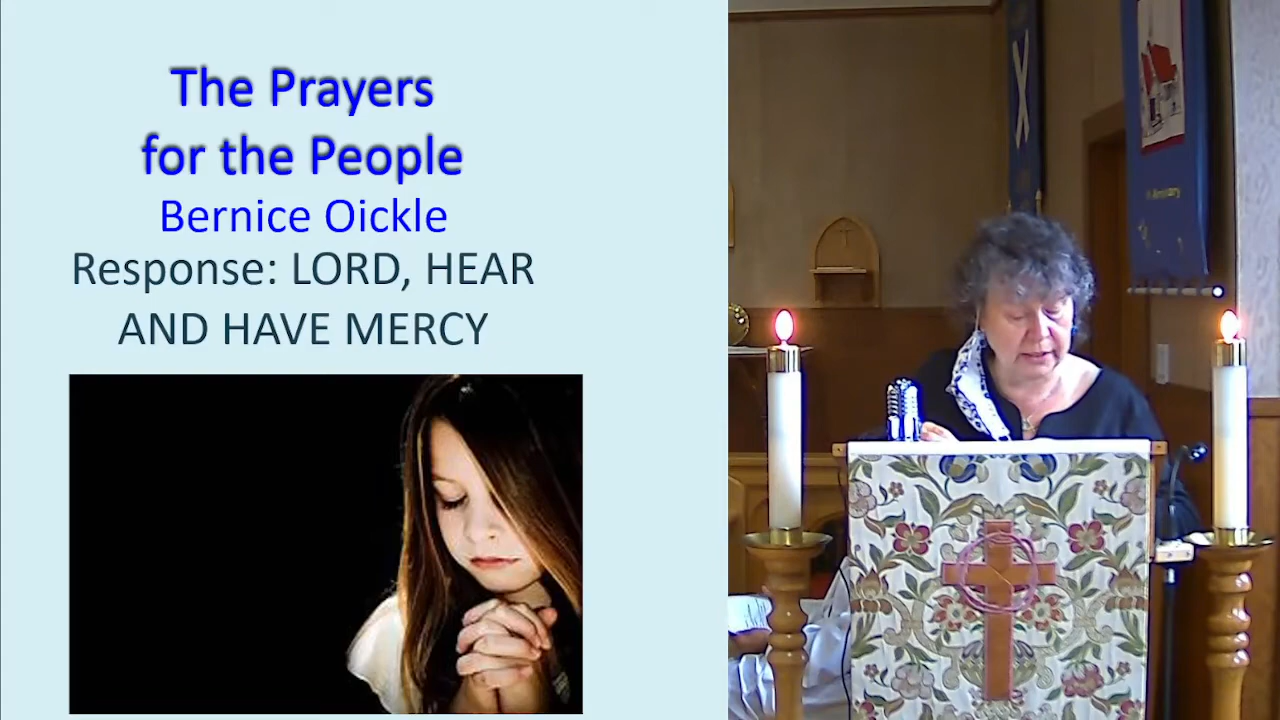 The Prayers
for the People
Bernice Oickle
Response: LORD, HEAR
AND HAVE MERCY